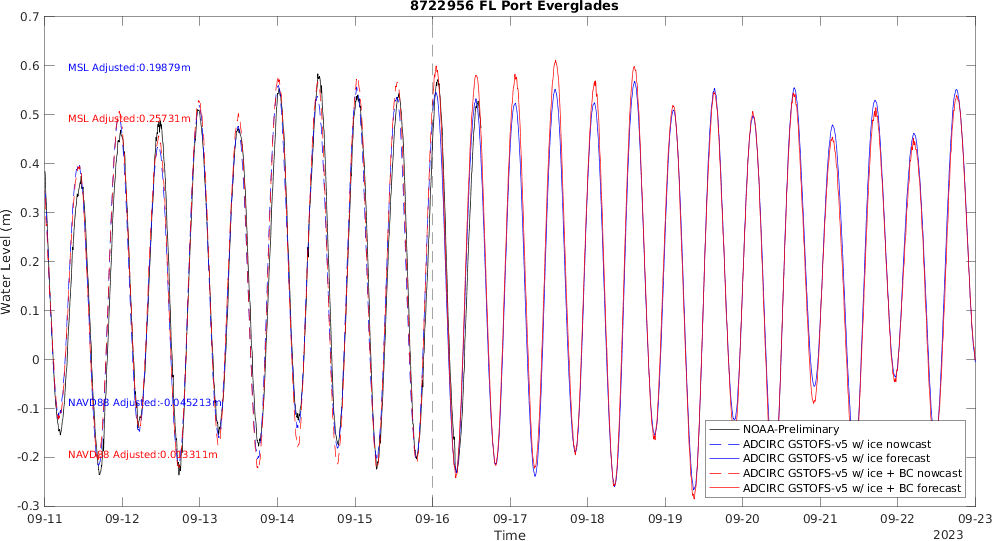 8722956 FL Port Everglades
0.7
0.6
0.5
0.4
0.3
0.2
0.1
0
-0.1
-0.2
-0.3
Water Level (m)
MSL Adjusted:0.19879m
MSL Adjusted:0.25731m
NAVD88 Adjusted:-0.045213m
NAVD88 Adjusted:0.013311m
NOAA-Preliminary
ADCIRC GSTOFS-v5 w/ ice nowcast
ADCIRC GSTOFS-v5 w/ ice forecast
ADCIRC GSTOFS-v5 w/ ice + BC nowcast
ADCIRC GSTOFS-v5 w/ ice + BC forecast
09-11 09-12 09-13 09-14 09-15 09-16 09-17 09-18 09-19 09-20 09-21 09-22 09-23
Time
2023